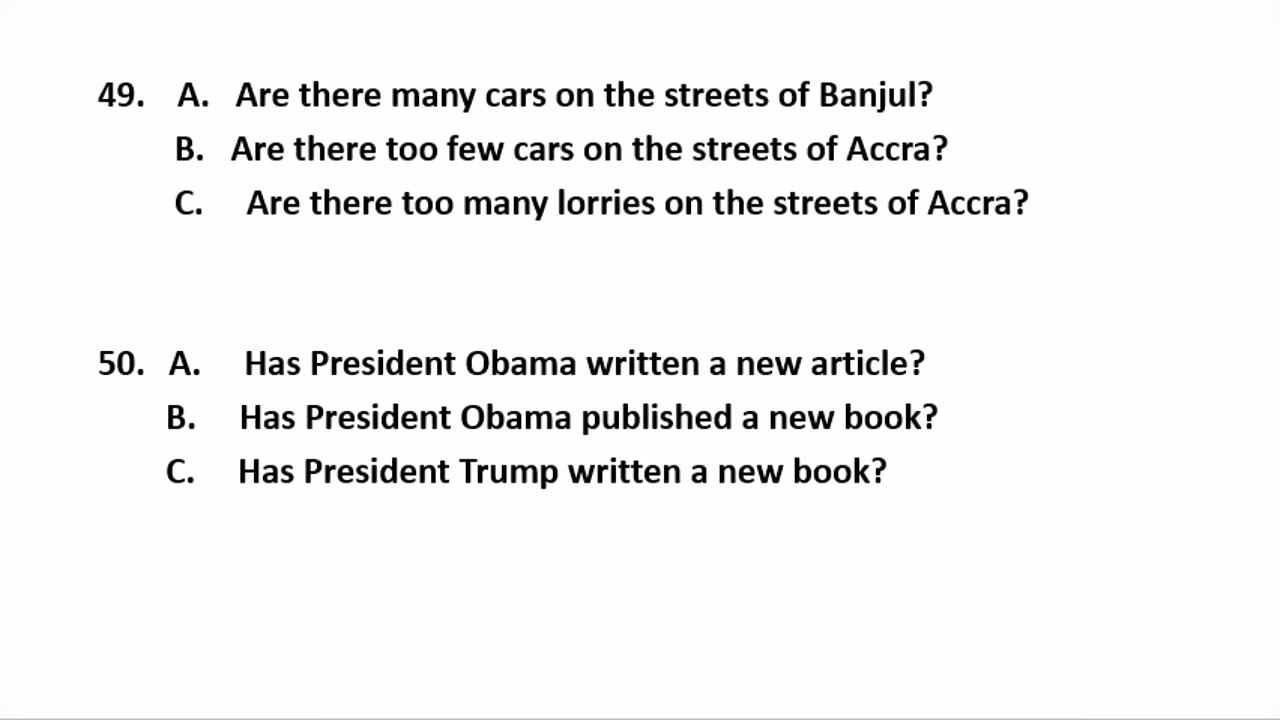 49. A. Are there many cars on the streets of Banjul?
B. Are there too few cars on the streets of Accra?
C. Are there too many lorries on the streets of Accra?
50. A. Has President Obama written a new article?
B. Has President Obama published a new book?
C. Has President Trump written a new book?